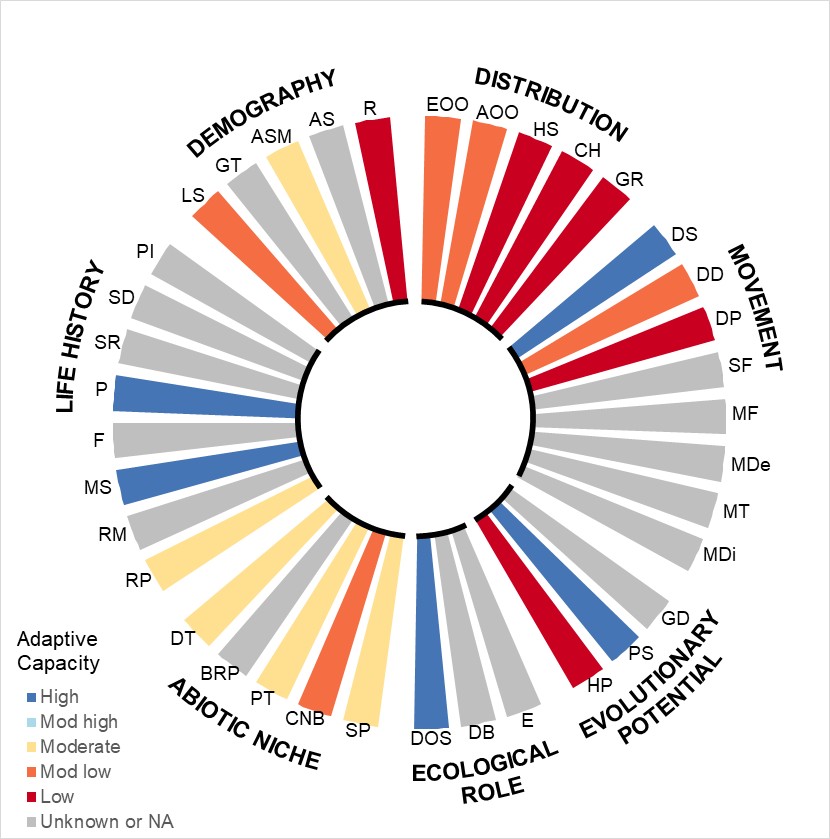 DEMOGRAPHY
DISTRIBUTION
R
EOO
AOO
AS
HS
ASM
CH
GT
GR
LS
DS
MOVEMENT
PI
DD
LIFE HISTORY
SD
DP
SR
SF
P
MF
F
MDe
MS
MT
RM
MDi
RP
GD
DT
PS
BRP
HP
PT
CNB
SP
DOS
DB
E
EVOLUTIONARY
POTENTIAL
ABIOTIC NICHE
ECOLOGICAL
ROLE
Adaptive
Capacity
High
Mod high
Moderate
Mod low
Low
Unknown or NA